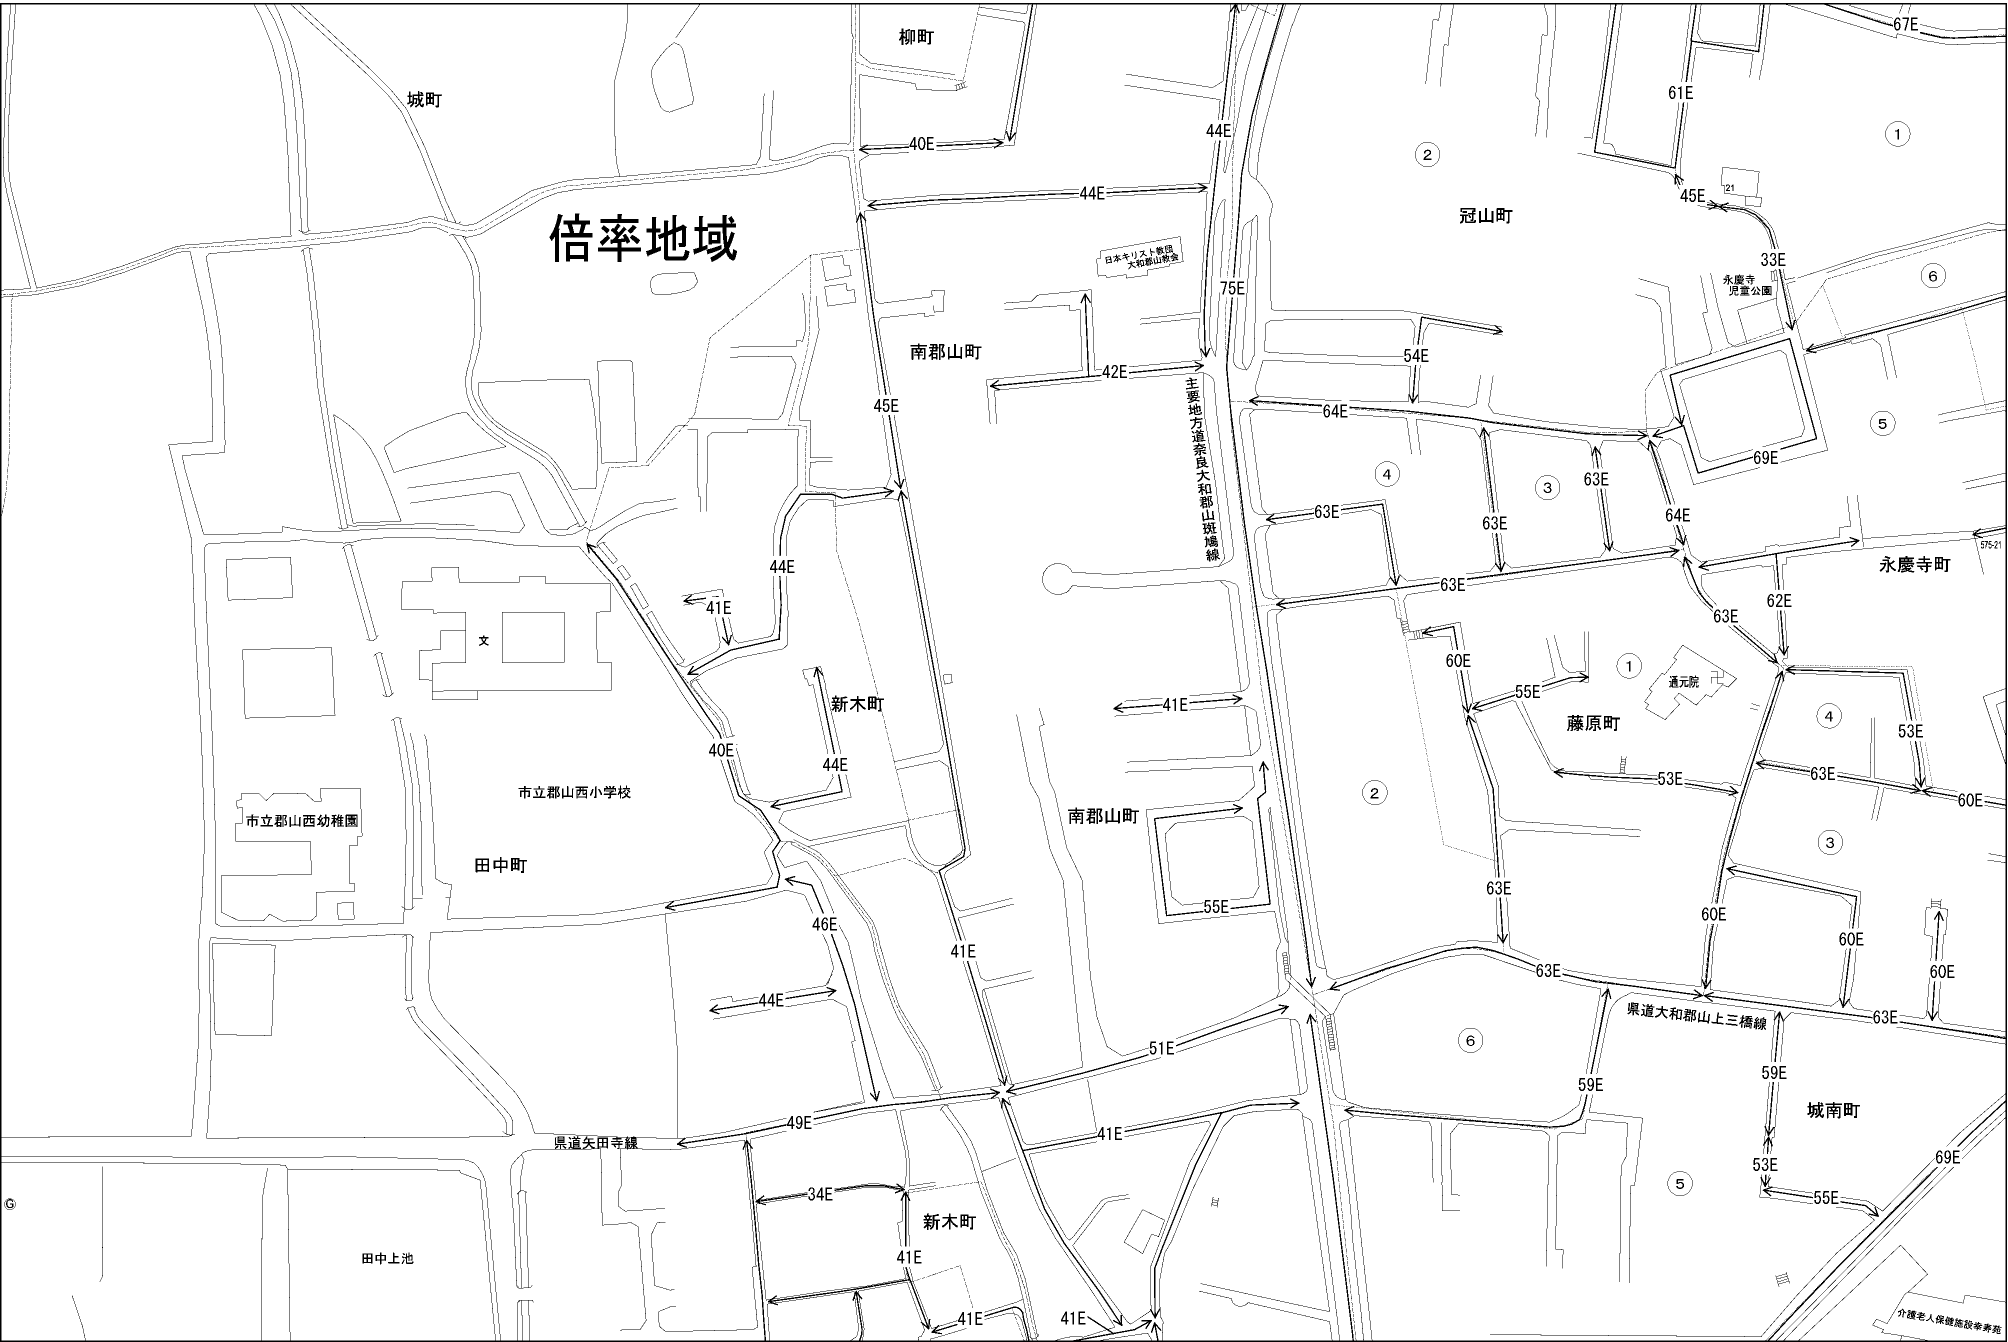 67E
柳町
城町
61E
44E
①
40E
②
21
45E
44E
冠山町
倍率地域
日本キリスト教団
大和郡山教会
33E
⑥
永慶寺
児童公園
75E
南郡山町
54E
42E
45E
64E
主要地方道奈良大和郡山斑鳩線
⑤
69E
④
63E
③
63E
63E
64E
575-21
永慶寺町
44E
63E
41E
62E
63E
文
60E
①
通元院
55E
新木町
41E
④
藤原町
53E
40E
44E
63E
53E
市立郡山西小学校
②
60E
市立郡山西幼稚園
南郡山町
③
田中町
63E
55E
60E
46E
60E
41E
63E
60E
44E
県道大和郡山上三橋線
63E
⑥
51E
59E
59E
城南町
49E
41E
県道矢田寺線
69E
53E
⑤
34E
55E
G
新木町
41E
田中上池
41E
41E
介護老人保健施設幸寿苑